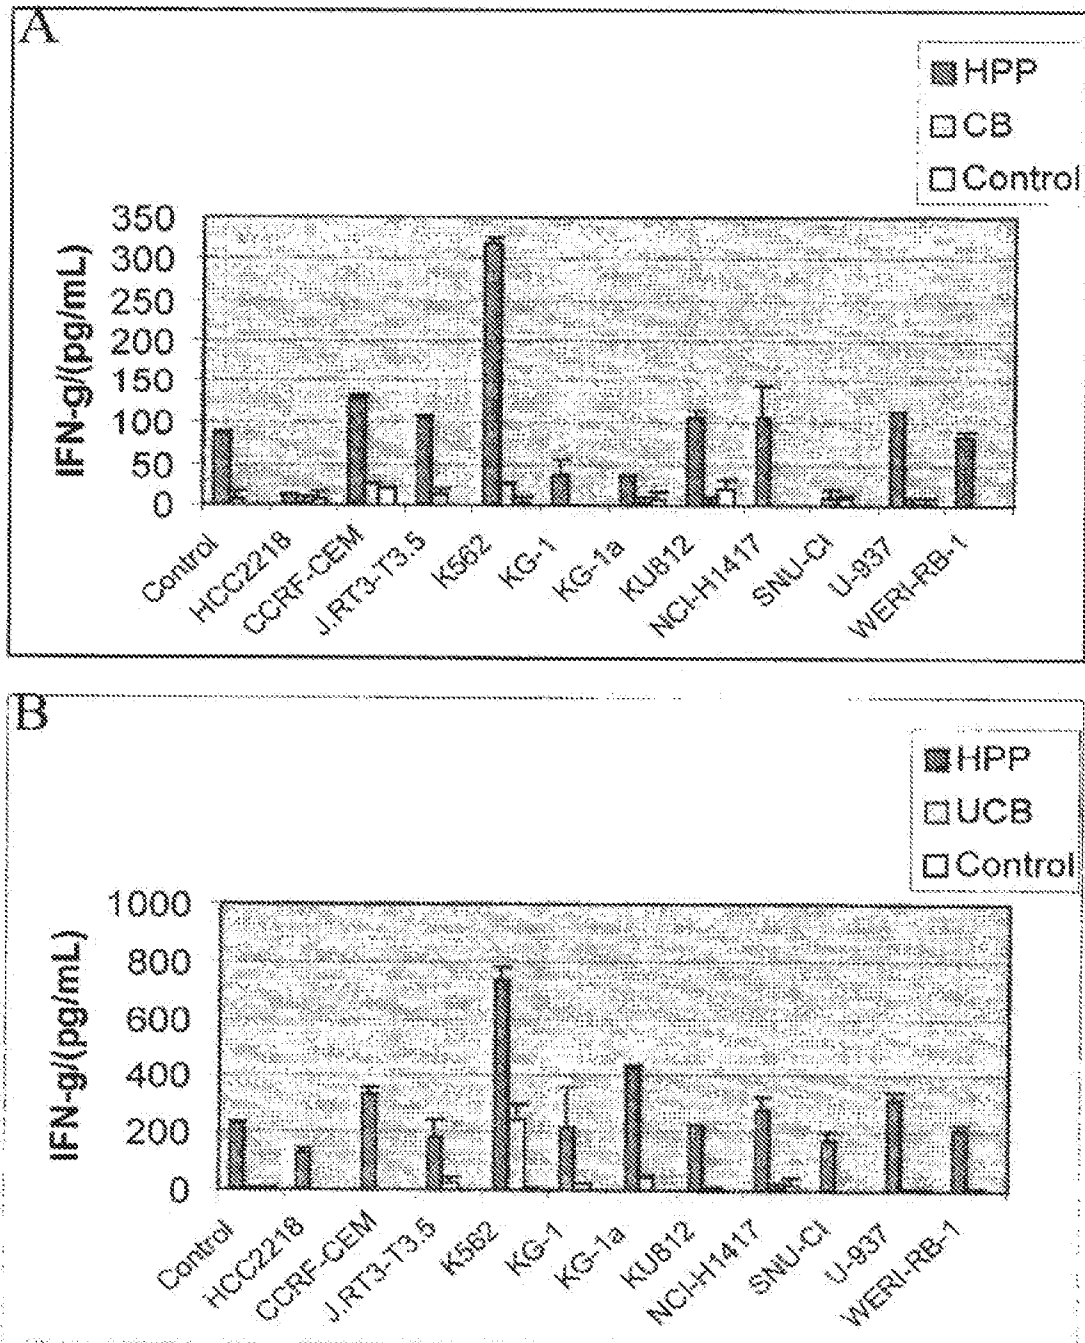 A
HPP
CB
Control
IFN-g/(pg/mL)
350
300
250
200
150
100
50
0
Control
HCC2218
CCRF-CEM
J.RT3-T3.5
K562
KG-1
KG-1a
KU812
NCI-H1417
SNU-CI
U-937
WERI-RB-1
B
HPP
UCB
Control
IFN-g/(pg/mL)
1000
800
600
400
200
0
Control
HCC2218
CCRF-CEM
J.RT3-T3.5
K562
KG-1
KG-1a
KU812
NCI-H1417
SNU-CI
U-937
WERI-RB-1